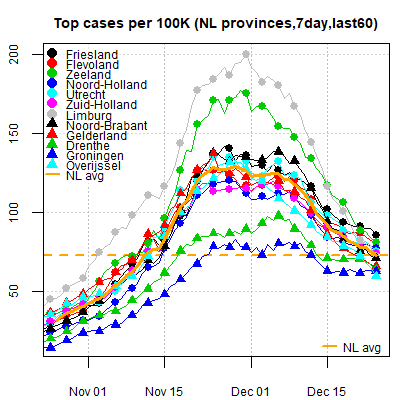 Top cases per 100K (NL provinces,7day,last60)
200
150
100
50
Friesland
Flevoland
Zeeland
Noord-Holland
Utrecht
Zuid-Holland
Limburg
Noord-Brabant
Gelderland
Drenthe
Groningen
Overijssel
NL avg
NL avg
Nov 01
Nov 15
Dec 01
Dec 15